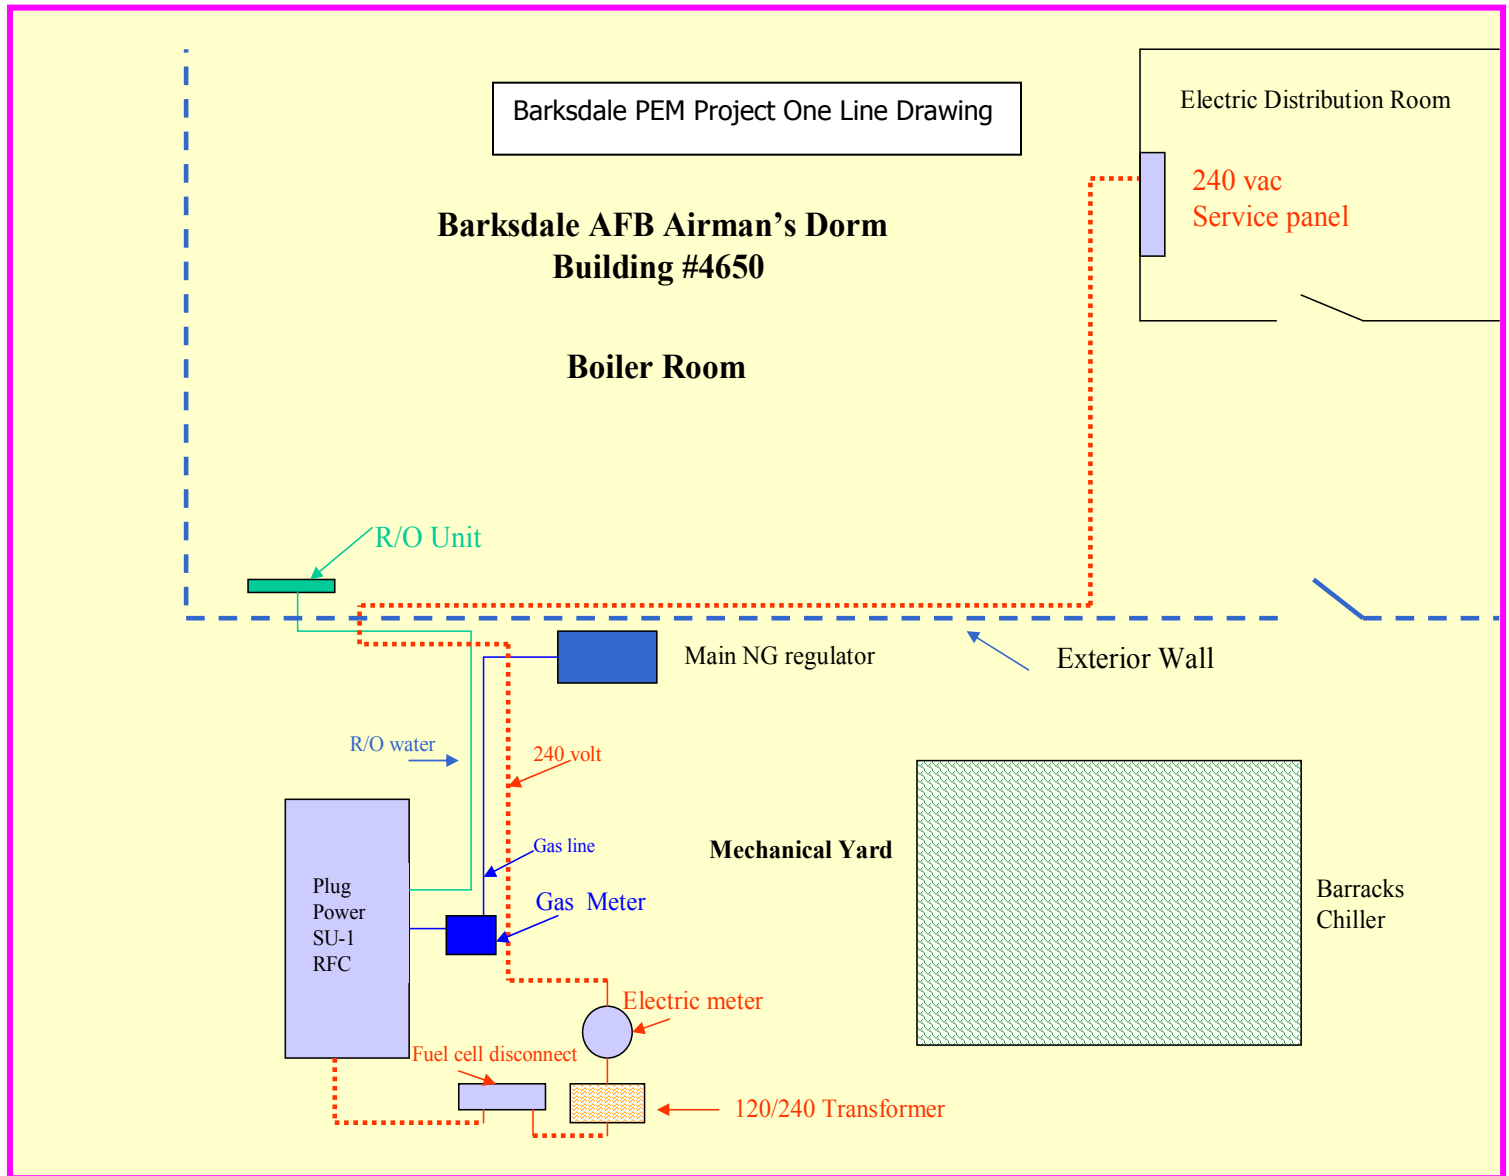 Barksdale PEM Project One Line Drawing
Electric Distribution Room
240 vac
Service panel
Barksdale AFB Airman's Dorm
Building #4650
Boiler Room
R/O Unit
Main NG regulator
Exterior Wall
R/O water
240 volt
Gas line
Mechanical Yard
Plug
Power
SU-1
RFC
Gas Meter
Barracks
Chiller
Electric meter
Fuel cell disconnect
120/240 Transformer